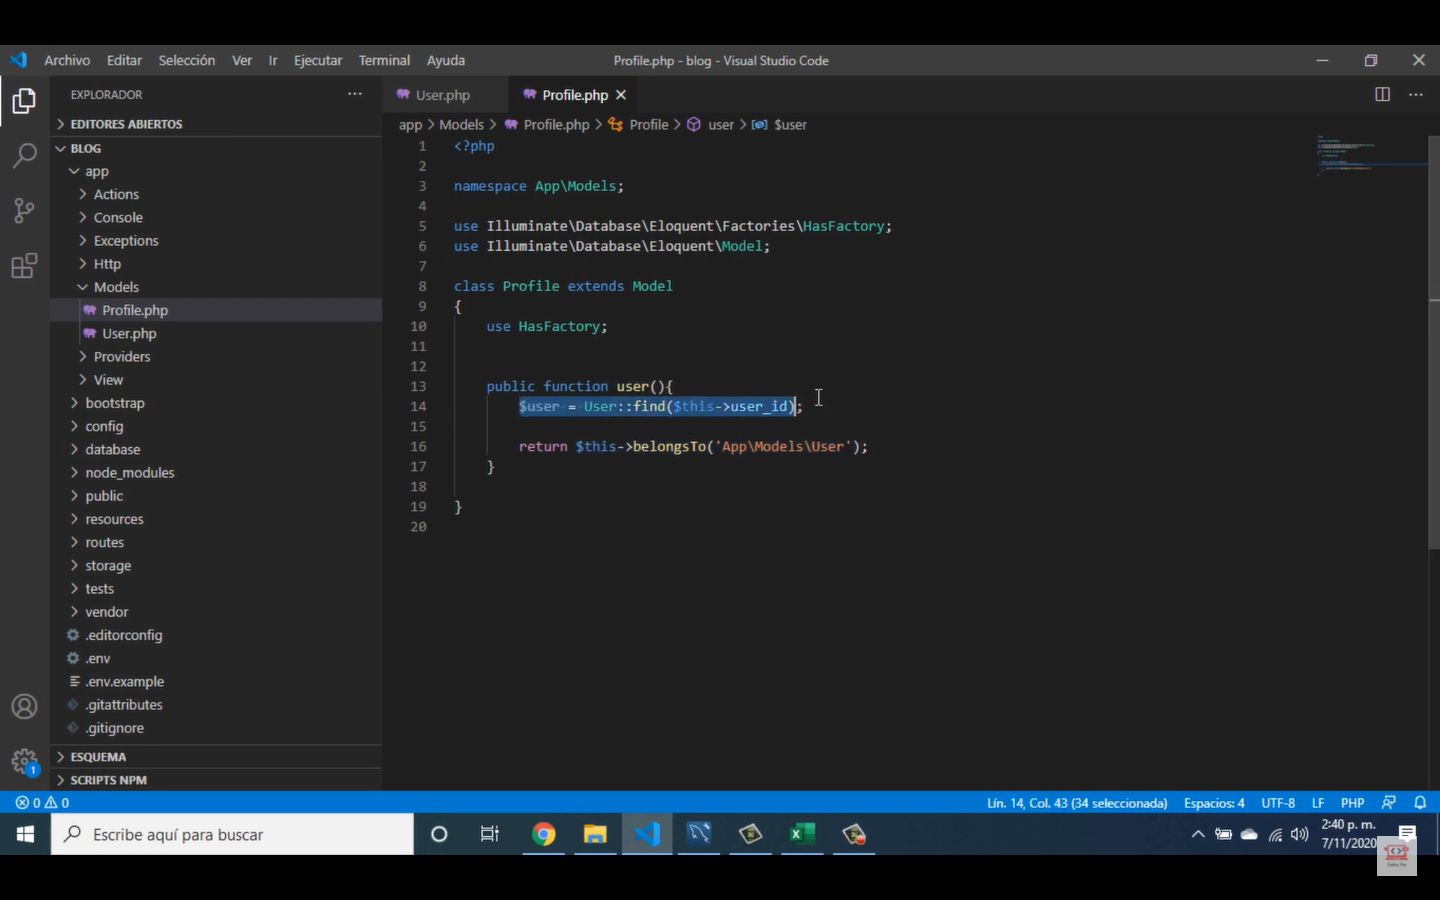 Archivo Editar Selección Ver Ir Ejecutar Terminal Ayuda Profile.php - blog - Visual Studio Code
EXPLORADOR ··· User.php Profile.php
EDITORES ABIERTOS
app > Models > Profile.php > Profile > user > $user
BLOG
app
Actions
Console
Exceptions
Http
Models
Profile.php
User.php
Providers
View
bootstrap
config
database
node_modules
public
resources
routes
storage
tests
vendor
.editorconfig
.env
.env.example
.gitattributes
.gitignore
ESQUEMA
SCRIPTS NPM
1
1 <?php
2
3 namespace App\Models;
4
5 use Illuminate\Database\Eloquent\Factories\HasFactory;
6 use Illuminate\Database\Eloquent\Model;
7
8 class Profile extends Model
9 {
10 use HasFactory;
11
12
13 public function user(){
14 $user = User::find($this->user_id);
15
16 return $this->belongsTo('App\Models\User');
17 }
18
19 }
20
0 0 Lín. 14, Col. 43 (34 seleccionada) Espacios: 4 UTF-8 LF PHP
Escribe aquí para buscar
2:40 p. m.
7/11/2020